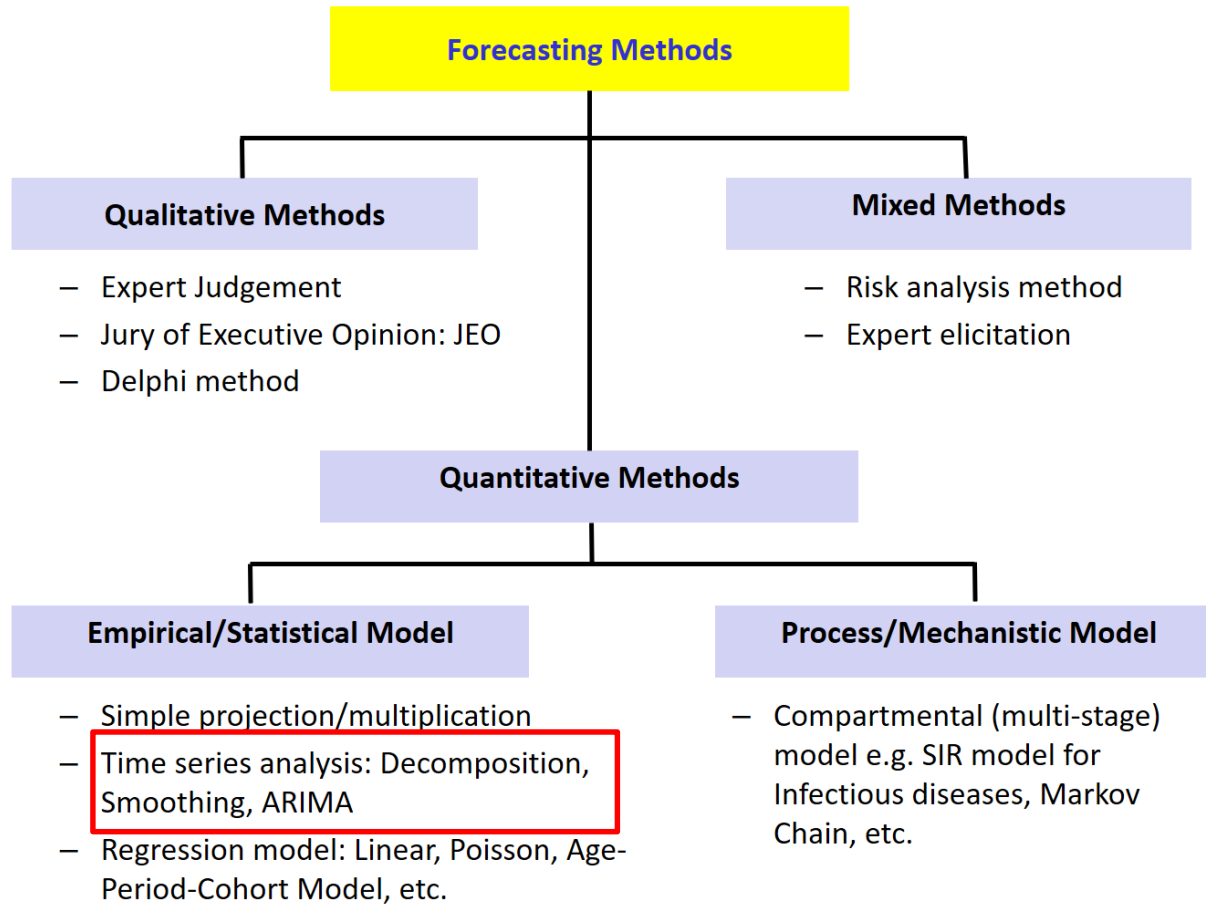 Forecasting Methods
Qualitative Methods
– Expert Judgement
– Jury of Executive Opinion: JEO
– Delphi method
Mixed Methods
– Risk analysis method
– Expert elicitation
Quantitative Methods
Empirical/Statistical Model
– Simple projection/multiplication
– Time series analysis: Decomposition,
Smoothing, ARIMA
– Regression model: Linear, Poisson, Age-
Period-Cohort Model, etc.
Process/Mechanistic Model
– Compartmental (multi-stage)
model e.g. SIR model for
Infectious diseases, Markov
Chain, etc.